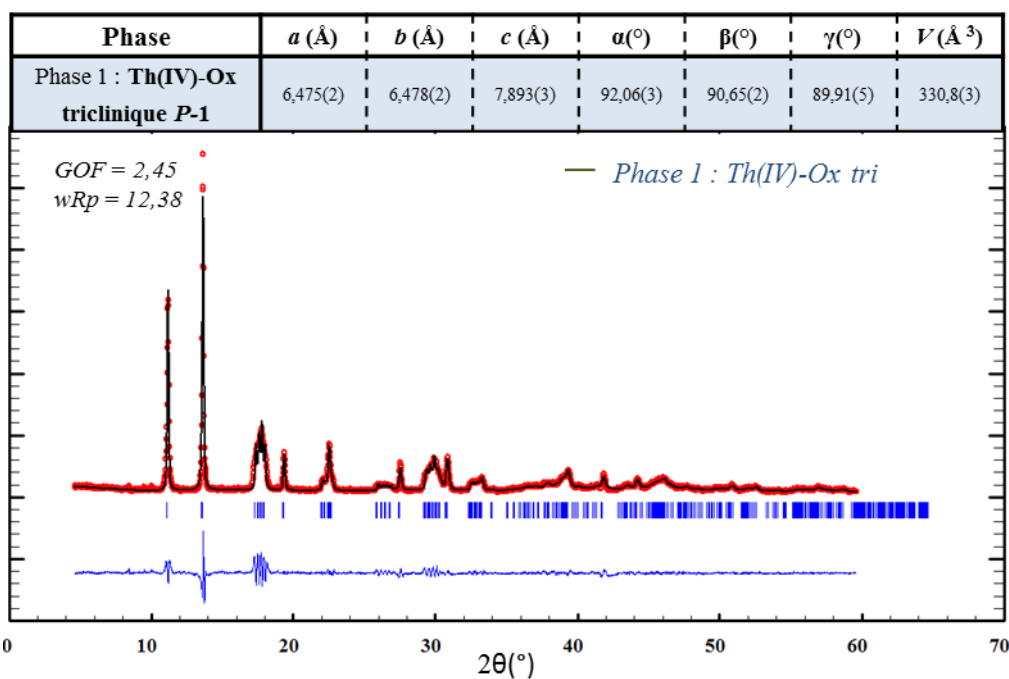 Phase a (Å) b (Å) c (Å) α(°) β(°) γ(°) V (Å ³)
Phase 1 : Th(IV)-Ox
triclinique P-1
6,475(2) 6,478(2) 7,893(3) 92,06(3) 90,65(2) 89,91(5) 330,8(3)
GOF = 2,45
wRp = 12,38
Phase 1 : Th(IV)-Ox tri
0 10 20 30 40 50 60 70
2θ(°)